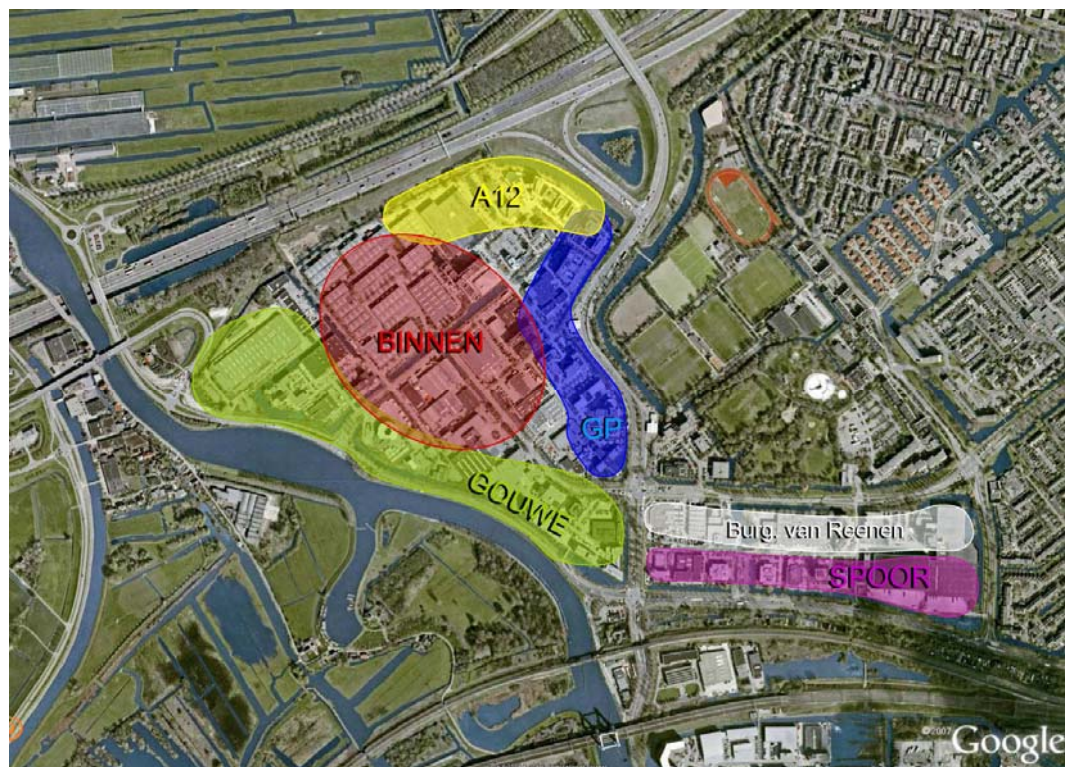 A12
BINNEN
GP
GOUWE
Burg. van Reenen
SPOOR
©2007 Google